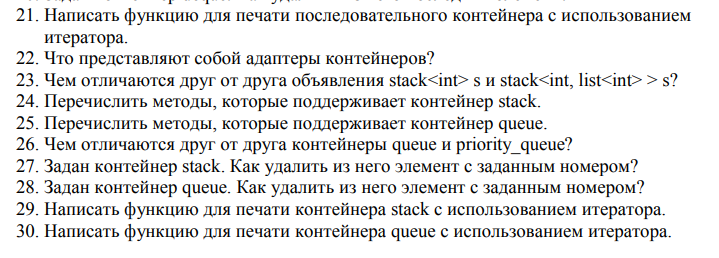 21. Написать функцию для печати последовательного контейнера с использованием
итератора.
22. Что представляют собой адаптеры контейнеров?
23. Чем отличаются друг от друга объявления stack<int> s и stack<int, list<int> > s?
24. Перечислить методы, которые поддерживает контейнер stack.
25. Перечислить методы, которые поддерживает контейнер queue.
26. Чем отличаются друг от друга контейнеры queue и priority_queue?
27. Задан контейнер stack. Как удалить из него элемент с заданным номером?
28. Задан контейнер queue. Как удалить из него элемент с заданным номером?
29. Написать функцию для печати контейнера stack с использованием итератора.
30. Написать функцию для печати контейнера queue с использованием итератора.